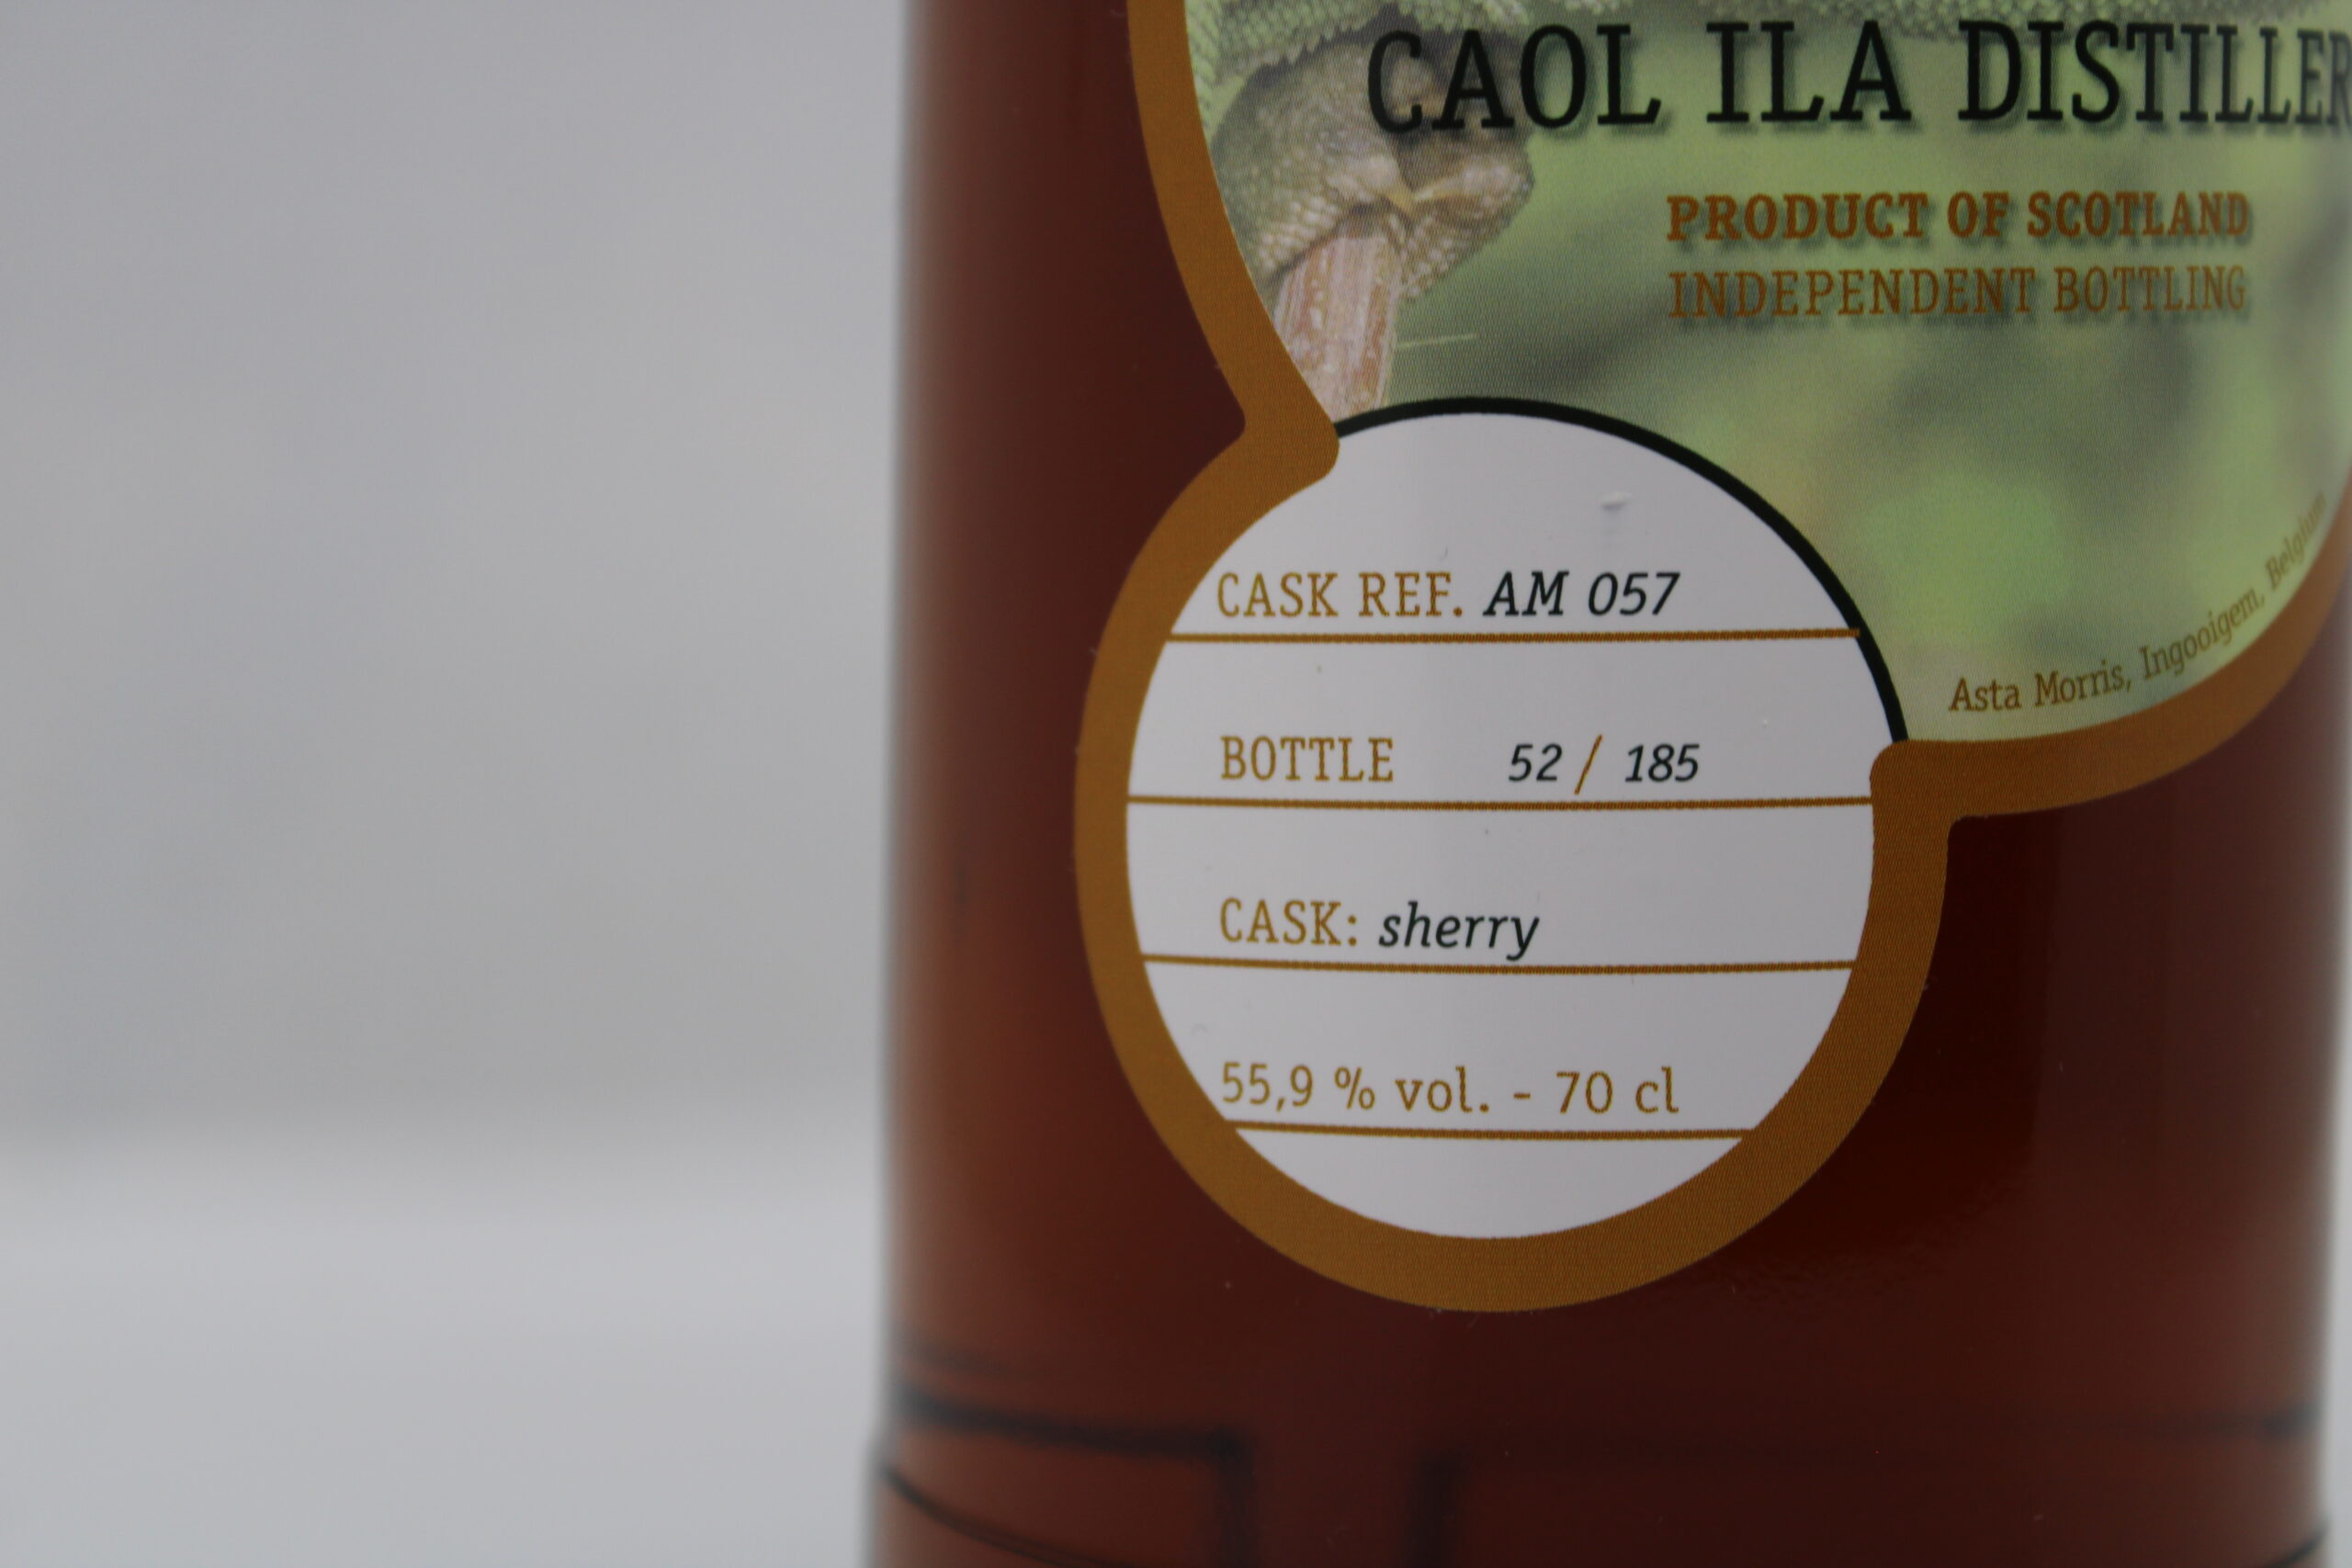 CAOL ILA DISTILLER
PRODUCT OF SCOTLAND
INDEPENDENT BOTTLING
CASK REF. AM 057
BOTTLE 52 / 185
CASK: sherry
55,9 % vol. - 70 cl
Asta Morris, Ingooigem, Belgium